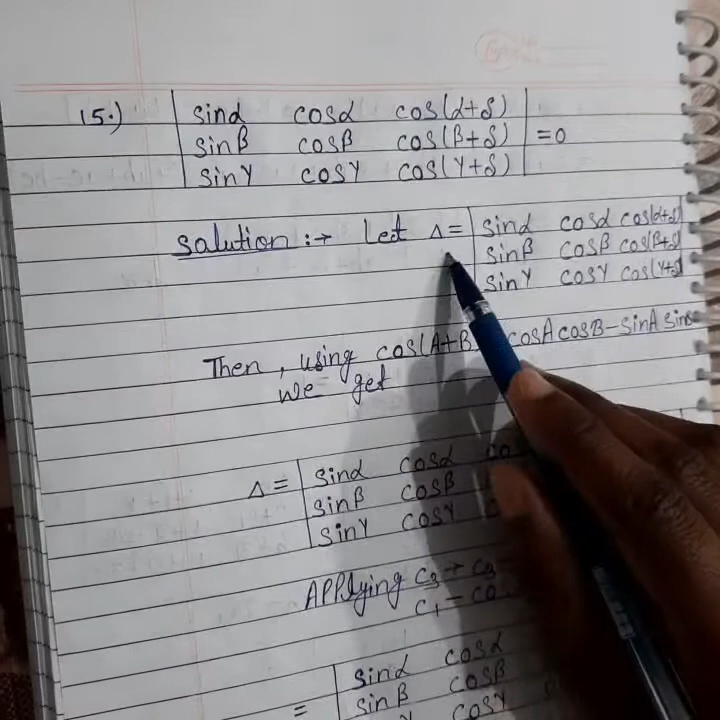 15.) | sinα cosα cos(α+δ) |
| sinβ cosβ cos(β+δ) | =0
| sinγ cosγ cos(γ+δ) |
Solution :→ Let Δ= | sinα cosα cos(α+δ) |
| sinβ cosβ cos(β+δ) |
| sinγ cosγ cos(γ+δ) |
Then, using cos(A+B) cosA cosB-sinA sinB
we get
Δ = | sinα cosα
| sinβ cosβ
| sinγ cosγ
Applying C3→C3
C1-
= | sinα cosα
| sinβ cosβ
cosγ